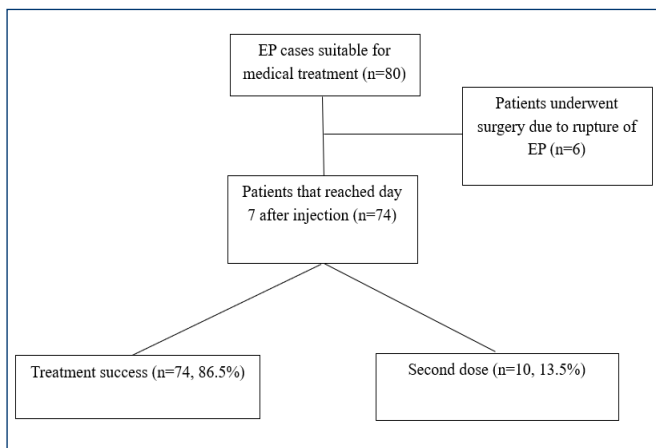 EP cases suitable for
medical treatment (n=80)
Patients underwent
surgery due to rupture of
EP (n=6)
Patients that reached day
7 after injection (n=74)
Treatment success (n=74, 86.5%)
Second dose (n=10, 13.5%)